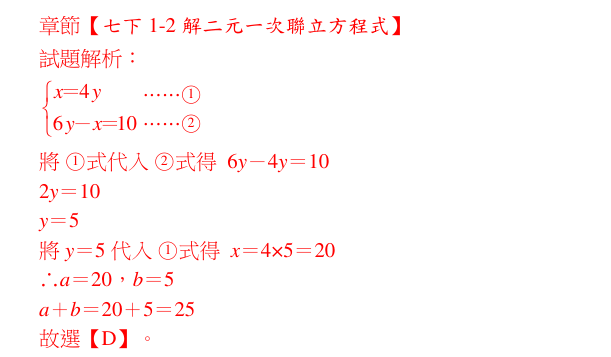 章節【七下 1-2 解二元一次聯立方程式】
試題解析：
x=4y ……①
6y−x=10 ……②
將 ①式代入 ②式得 6y−4y=10
2y=10
y=5
將 y=5 代入 ①式得 x=4×5=20
∴a=20，b=5
a+b=20+5=25
故選【D】。